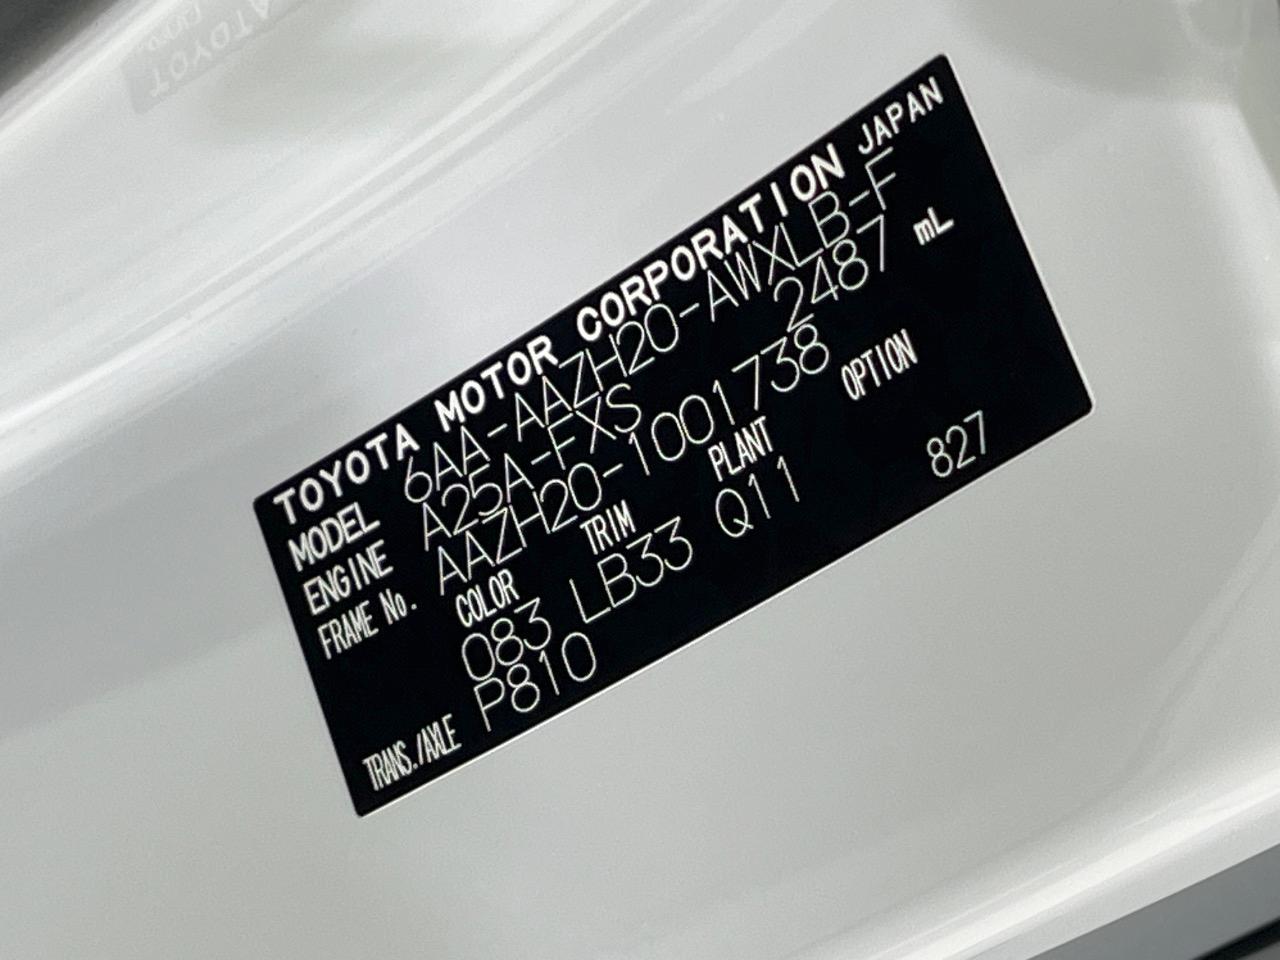 TOYOTA MOTOR CORPORATION JAPAN
MODEL 6AA-AAZH20-AWXLB-F
ENGINE A25A-FXS 2487 mL
FRAME No. AAZH20-1001738
COLOR TRIM PLANT OPTION
083 LB33 Q11 827
TRANS./AXLE P810